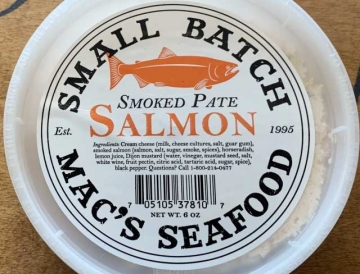 SMALL BATCH
SMOKED PATE
SALMON
Est. 1995
Ingredients Cream cheese (milk, cheese cultures, salt, guar gum),
smoked salmon (salmon, salt, sugar, smoke, spices), horseradish,
lemon juice, Dijon mustard (water, vinegar, mustard seed, salt,
white wine, fruit pectin, citric acid, tartaric acid, sugar, spice),
black pepper. Questions? Call 1-800-214-0477
7 05105 37810 7
NET WT. 6 OZ
MAC'S SEAFOOD